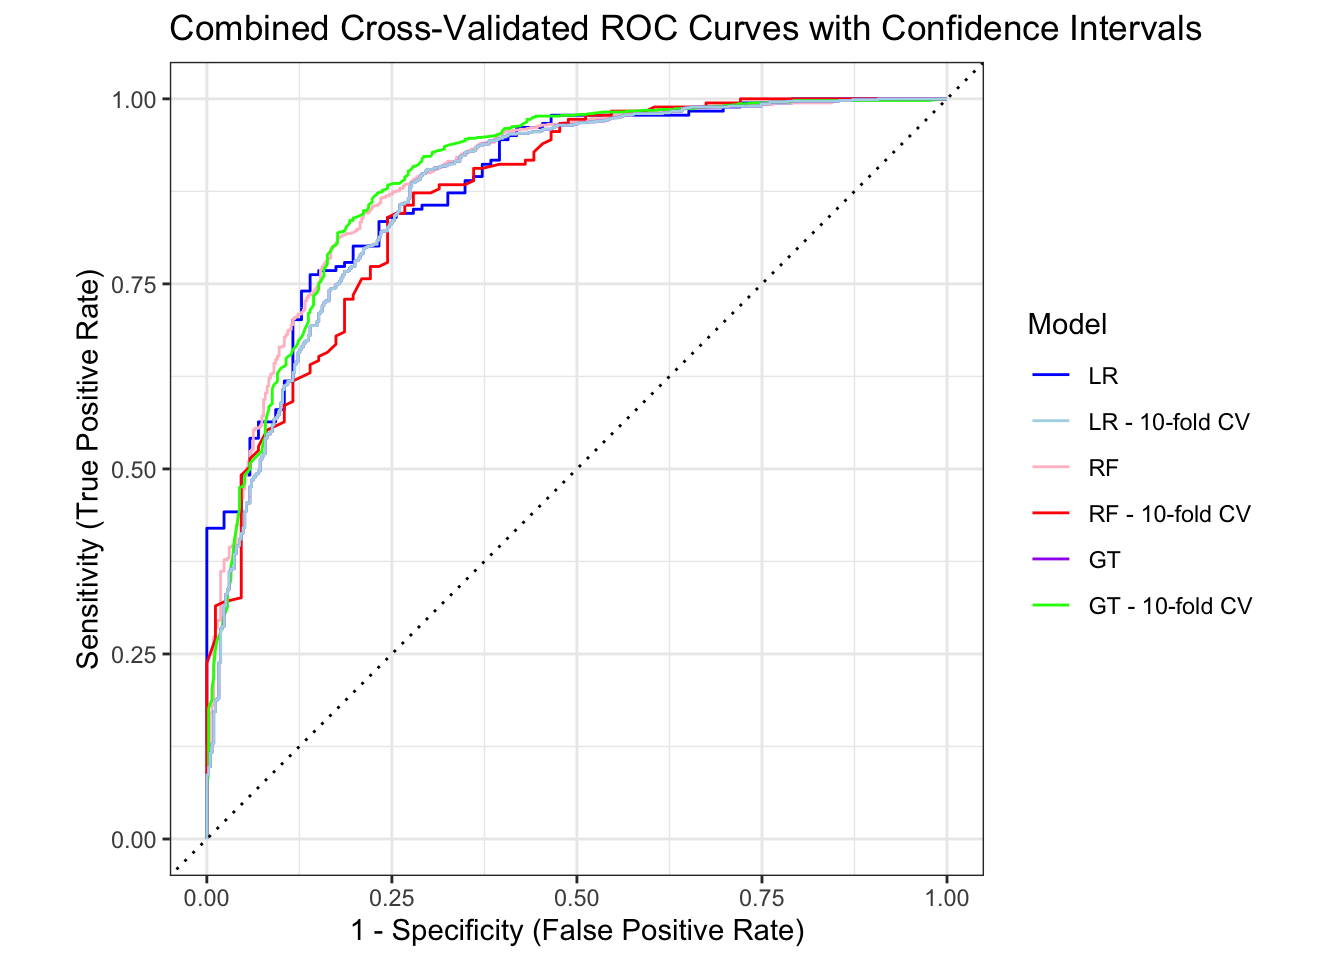 Combined Cross-Validated ROC Curves with Confidence Intervals
Sensitivity (True Positive Rate)
1.00
0.75
0.50
0.25
0.00
0.00 0.25 0.50 0.75 1.00
1 - Specificity (False Positive Rate)
Model
LR
LR - 10-fold CV
RF
RF - 10-fold CV
GT
GT - 10-fold CV